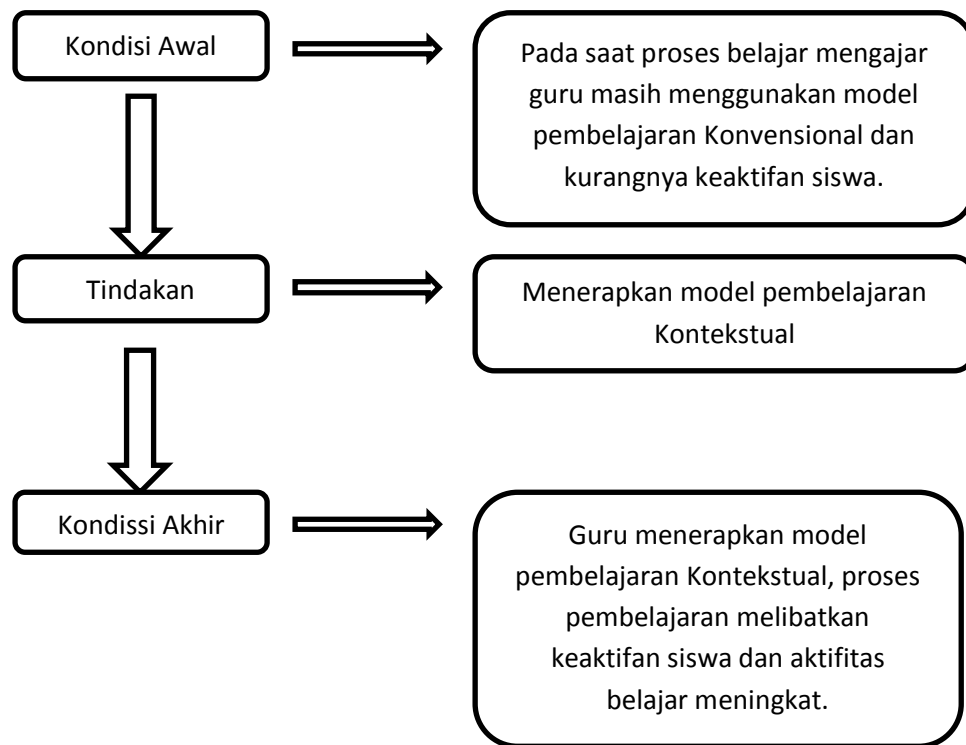 Kondisi Awal
Pada saat proses belajar mengajar
guru masih menggunakan model
pembelajaran Konvensional dan
kurangnya keaktifan siswa.
Tindakan
Menerapkan model pembelajaran
Kontekstual
Kondissi Akhir
Guru menerapkan model
pembelajaran Kontekstual, proses
pembelajaran melibatkan
keaktifan siswa dan aktifitas
belajar meningkat.